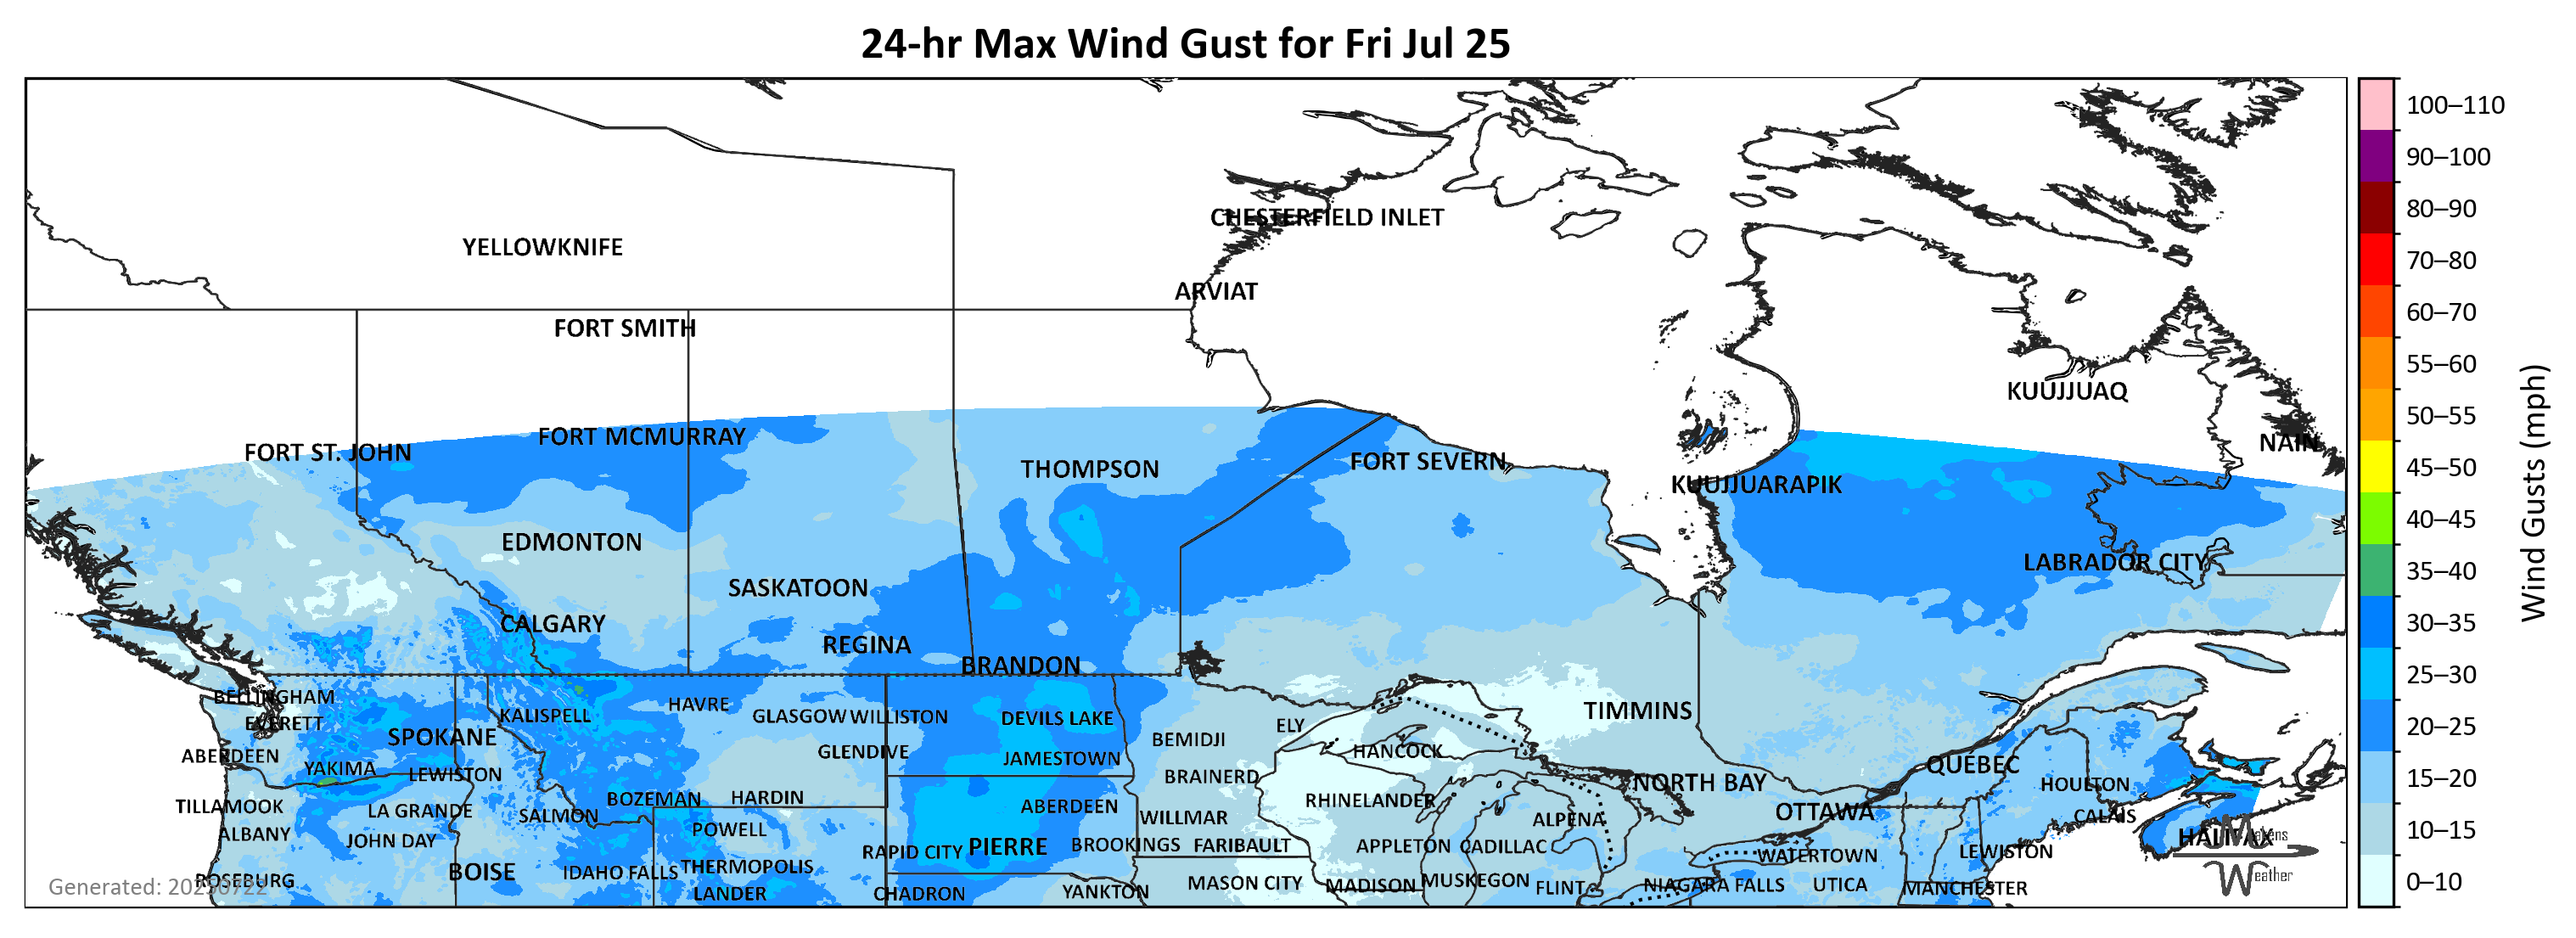 24-hr Max Wind Gust for Fri Jul 25
100–110
90–100
80–90
70–80
60–70
55–60
50–55
45–50
40–45
35–40
30–35
25–30
20–25
15–20
10–15
0–10
Wind Gusts (mph)
CHESTERFIELD INLET
YELLOWKNIFE
ARVIAT
FORT SMITH
KUUJJUAQ
FORT MCMURRAY
NAIN
FORT ST. JOHN
FORT SEVERN
THOMPSON
KUUJJUARAPIK
EDMONTON
LABRADOR CITY
SASKATOON
CALGARY
REGINA
BRANDON
BELLINGHAM
HAVRE
TIMMINS
KALISPELL
GLASGOW
WILLISTON
DEVILS LAKE
EVERETT
ELY
SPOKANE
BEMIDJI
HANCOCK
GLENDIVE
ABERDEEN
JAMESTOWN
QUÉBEC
YAKIMA
LEWISTON
BRAINERD
NORTH BAY
HOULTON
BOZEMAN
HARDIN
RHINELANDER
TILLAMOOK
ABERDEEN
LA GRANDE
OTTAWA
SALMON
WILLMAR
CALAIS
ALPENA
POWELL
ALBANY
HALIFAX
JOHN DAY
BROOKINGS
FARIBAULT
PIERRE
APPLETON
CADILLAC
RAPID CITY
LEWISTON
WATERTOWN
THERMOPOLIS
BOISE
IDAHO FALLS
ROSEBURG
MUSKEGON
MASON CITY
MADISON
NIAGARA FALLS
UTICA
FLINT
MANCHESTER
YANKTON
LANDER
CHADRON
Generated: 20250722
Makens
Weather